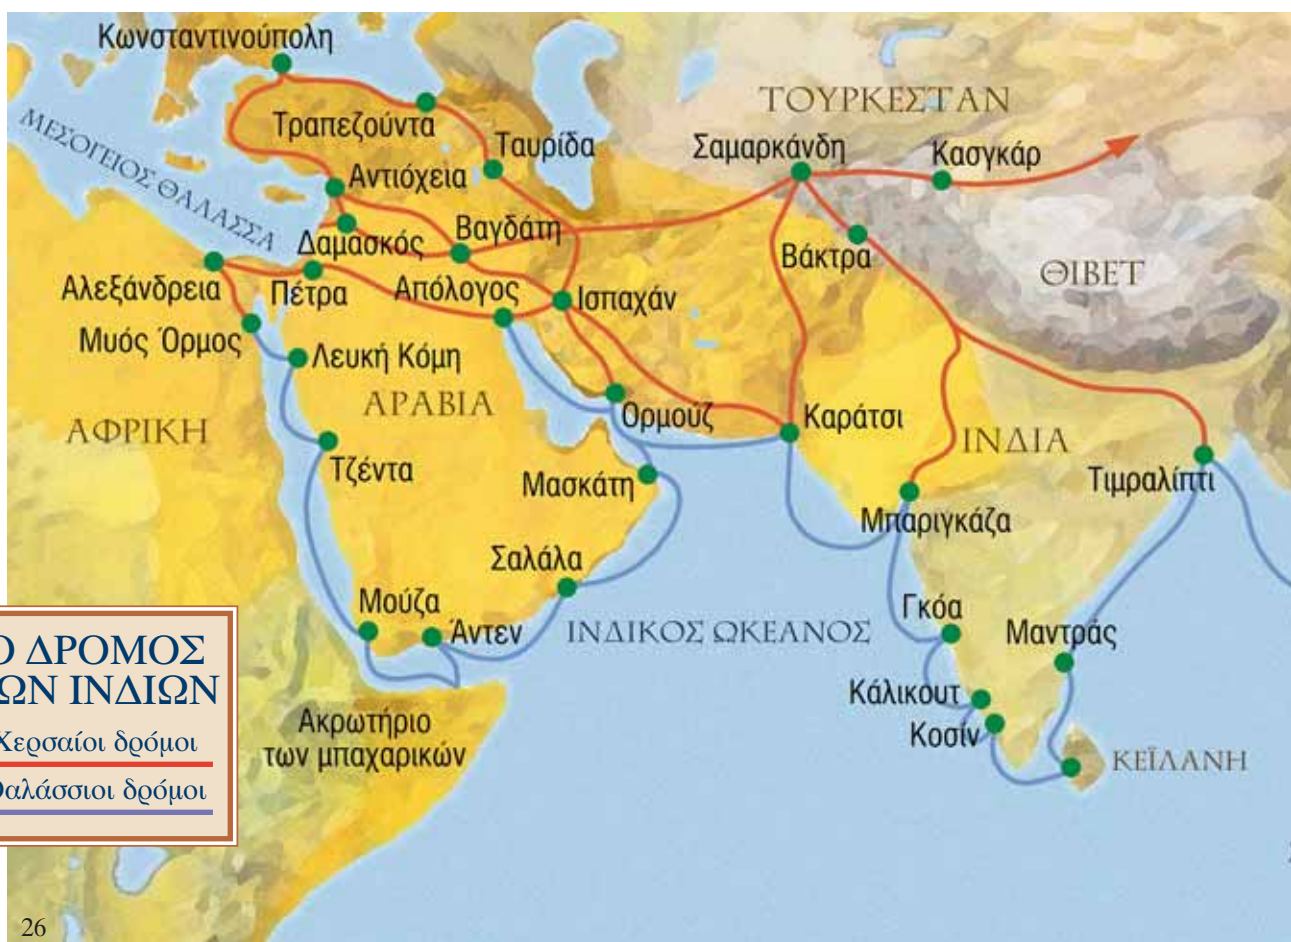 Κωνσταντινούπολη
ΤΟΥΡΚΕΣΤΑΝ
Τραπεζούντα
Ταυρίδα
Σαμαρκάνδη
Κασγκάρ
ΜΕΣΟΓΕΙΟΣ ΘΑΛΑΣΣΑ
Αντιόχεια
Δαμασκός
Βαγδάτη
Βάκτρα
ΘΙΒΕΤ
Αλεξάνδρεια
Πέτρα
Απόλογος
Ισπαχάν
Μυός Όρμος
Λευκή Κόμη
ΑΡΑΒΙΑ
Ορμούζ
Καράτσι
ΑΦΡΙΚΗ
ΙΝΔΙΑ
Τζέντα
Μασκάτη
Τιμραλίπτι
Μπαριγκάζα
Σαλάλα
Μούζα
Άντεν
ΙΝΔΙΚΟΣ ΩΚΕΑΝΟΣ
Γκόα
Μαντράς
Κάλικουτ
Κοσίν
ΚΕΪΛΑΝΗ
Ακρωτήριο
των μπαχαρικών
Ο ΔΡΟΜΟΣ
ΩΝ ΙΝΔΙΩΝ
Χερσαίοι δρόμοι
Θαλάσσιοι δρόμοι
26